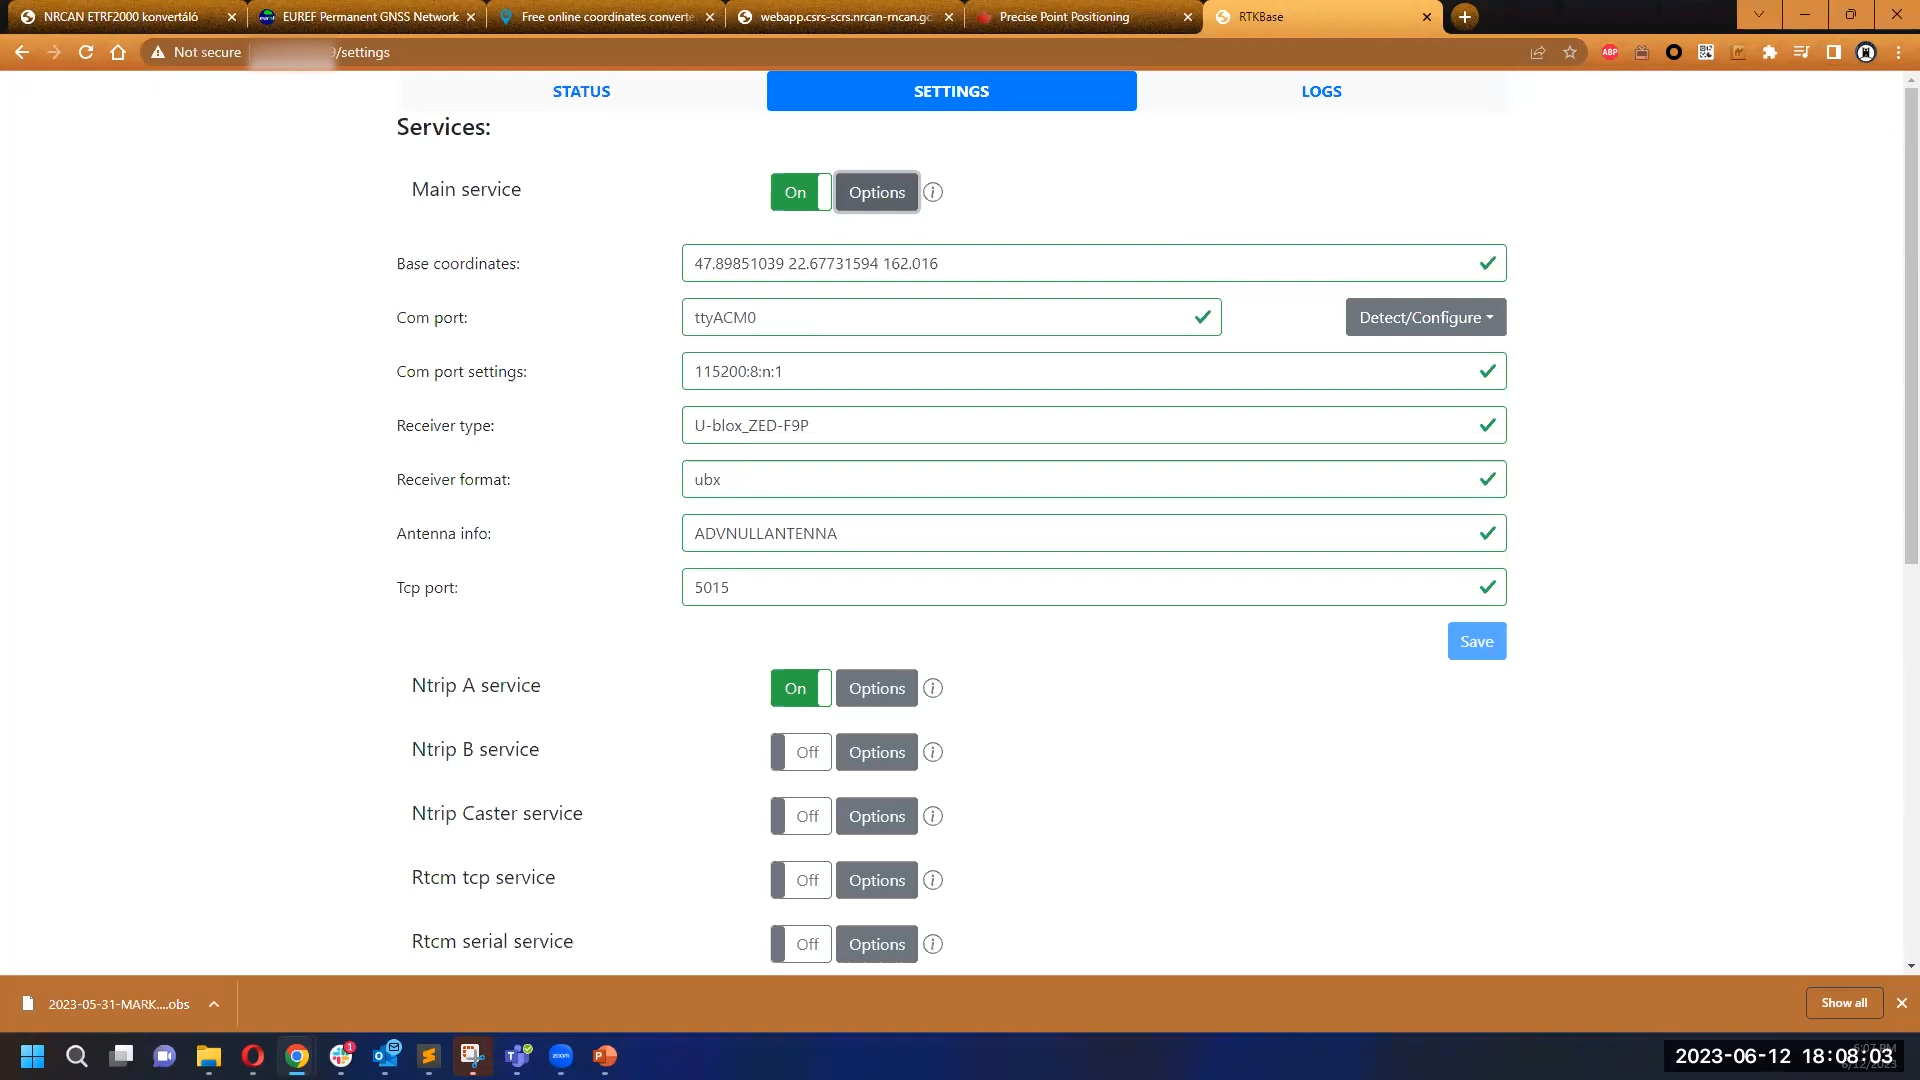 NRCAN ETRF2000 konvertáló
EUREF Permanent GNSS Network
Free online coordinates converte
webapp.csrs-scrs.nrcan-rncan.gc
Precise Point Positioning
RTKBase
Not secure
/settings
ABP
STATUS
SETTINGS
LOGS
Services:
Main service
On
Options
Base coordinates:
47.89851039 22.67731594 162.016
Com port:
ttyACM0
Detect/Configure
Com port settings:
115200:8:n:1
Receiver type:
U-blox_ZED-F9P
Receiver format:
ubx
Antenna info:
ADVNULLANTENNA
Tcp port:
5015
Save
Ntrip A service
On
Options
Ntrip B service
Off
Options
Ntrip Caster service
Off
Options
Rtcm tcp service
Off
Options
Rtcm serial service
Off
Options
2023-05-31-MARK....obs
Show all
zoom
2023-06-12 18:08:03